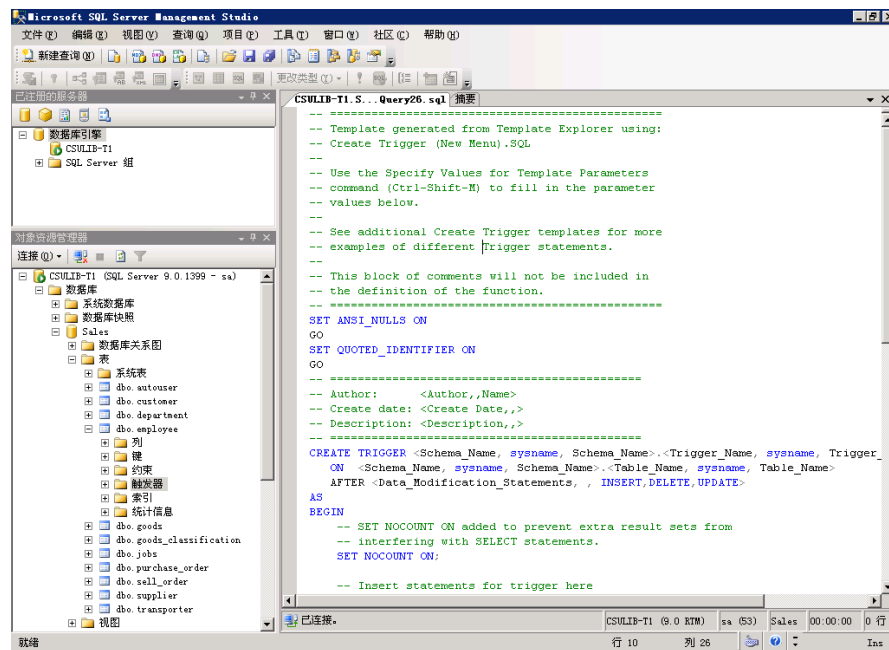 Microsoft SQL Server Management Studio
文件(F) 编辑(E) 视图(V) 查询(Q) 项目(P) 工具(T) 窗口(W) 社区(C) 帮助(H)
新建查询(N)
更改类型(Y)
已注册的服务器
数据库引擎
CSULIB-T1
SQL Server 组
对象资源管理器
连接(O)
CSULIB-T1 (SQL Server 9.0.1399 - sa)
数据库
系统数据库
数据库快照
Sales
数据库关系图
表
系统表
dbo.autouser
dbo.customer
dbo.department
dbo.employee
列
键
约束
触发器
索引
统计信息
dbo.goods
dbo.goods_classification
dbo.jobs
dbo.purchase_order
dbo.sell_order
dbo.supplier
dbo.transporter
视图
CSULIB-T1.S...Query26.sql 摘要
-- =============================================
-- Template generated from Template Explorer using:
-- Create Trigger (New Menu).SQL
--
-- Use the Specify Values for Template Parameters
-- command (Ctrl-Shift-M) to fill in the parameter
-- values below.
--
-- See additional Create Trigger templates for more
-- examples of different Trigger statements.
--
-- This block of comments will not be included in
-- the definition of the function.
-- =============================================
SET ANSI_NULLS ON
GO
SET QUOTED_IDENTIFIER ON
GO
-- =============================================
-- Author: <Author,,Name>
-- Create date: <Create Date,,>
-- Description: <Description,,>
-- =============================================
CREATE TRIGGER <Schema_Name, sysname, Schema_Name>.<Trigger_Name, sysname, Trigger_
ON <Schema_Name, sysname, Schema_Name>.<Table_Name, sysname, Table_Name>
AFTER <Data_Modification_Statements, , INSERT,DELETE,UPDATE>
AS
BEGIN
-- SET NOCOUNT ON added to prevent extra result sets from
-- interfering with SELECT statements.
SET NOCOUNT ON;
-- Insert statements for trigger here
已连接。 CSULIB-T1 (9.0 RTM) sa (53) Sales 00:00:00 0 行
就绪 行 10 列 26 Ins